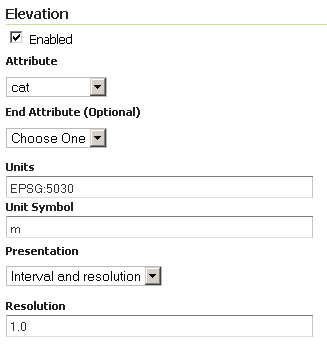 Elevation
Enabled
Attribute
cat
End Attribute (Optional)
Choose One
Units
EPSG:5030
Unit Symbol
m
Presentation
Interval and resolution
Resolution
1.0